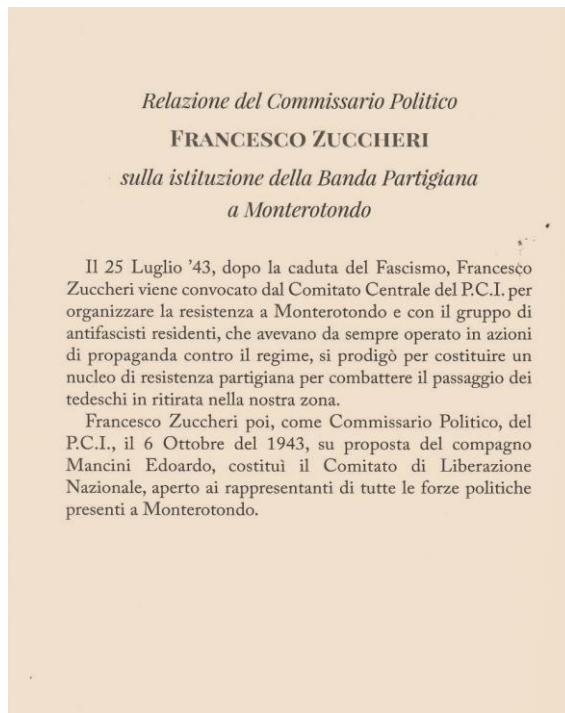 Relazione del Commissario Politico
FRANCESCO ZUCCHERI
sulla istituzione della Banda Partigiana
a Monterotondo
Il 25 Luglio ’43, dopo la caduta del Fascismo, Francesco
Zuccheri viene convocato dal Comitato Centrale del P.C.I. per
organizzare la resistenza a Monterotondo e con il gruppo di
antifascisti residenti, che avevano da sempre operato in azioni
di propaganda contro il regime, si prodigò per costituire un
nucleo di resistenza partigiana per combattere il passaggio dei
tedeschi in ritirata nella nostra zona.
Francesco Zuccheri poi, come Commissario Politico, del
P.C.I., il 6 Ottobre del 1943, su proposta del compagno
Mancini Edoardo, costituì il Comitato di Liberazione
Nazionale, aperto ai rappresentanti di tutte le forze politiche
presenti a Monterotondo.